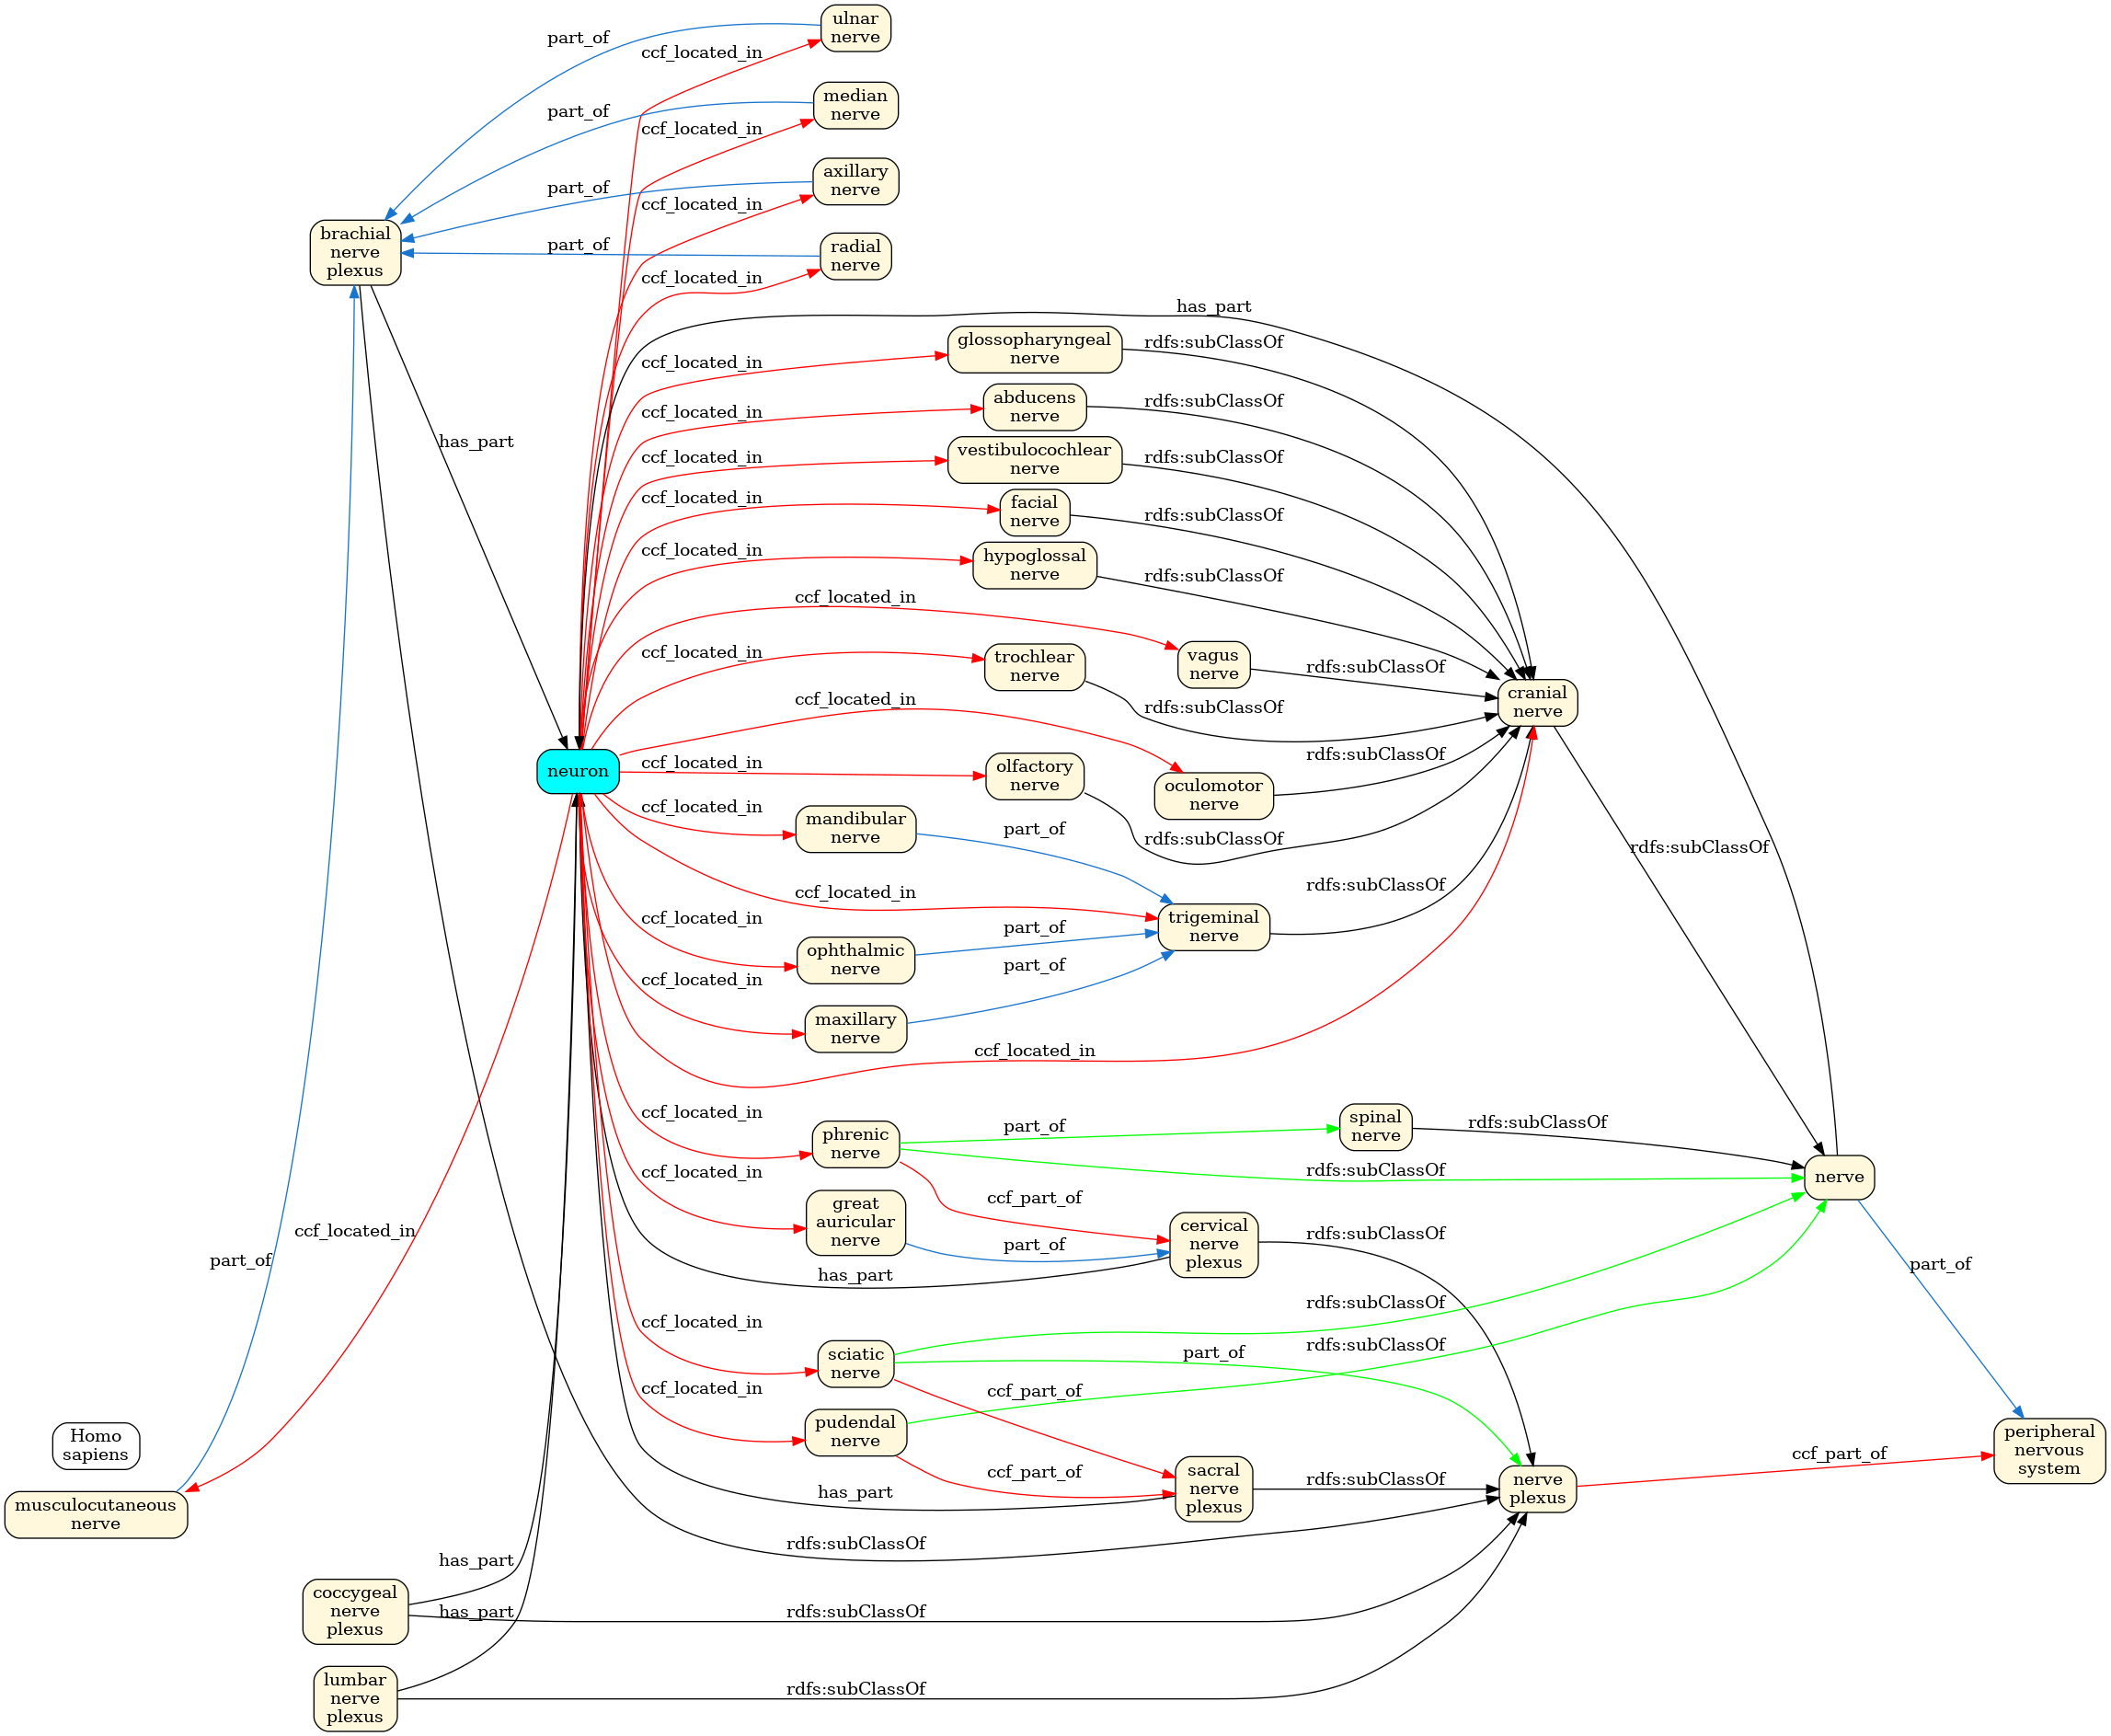 ulnar
nerve
part_of
ccf_located_in
median
nerve
part_of
ccf_located_in
axillary
nerve
part_of
ccf_located_in
brachial
nerve
plexus
radial
nerve
part_of
ccf_located_in
has_part
glossopharyngeal
nerve
rdfs:subClassOf
ccf_located_in
abducens
nerve
rdfs:subClassOf
ccf_located_in
has_part
vestibulocochlear
nerve
rdfs:subClassOf
ccf_located_in
facial
nerve
rdfs:subClassOf
ccf_located_in
hypoglossal
nerve
rdfs:subClassOf
ccf_located_in
ccf_located_in
vagus
nerve
rdfs:subClassOf
ccf_located_in
trochlear
nerve
rdfs:subClassOf
cranial
nerve
ccf_located_in
oculomotor
nerve
rdfs:subClassOf
neuron
ccf_located_in
olfactory
nerve
rdfs:subClassOf
ccf_located_in
mandibular
nerve
part_of
rdfs:subClassOf
ccf_located_in
trigeminal
nerve
rdfs:subClassOf
ccf_located_in
ophthalmic
nerve
part_of
ccf_located_in
maxillary
nerve
part_of
ccf_located_in
ccf_located_in
phrenic
nerve
part_of
spinal
nerve
rdfs:subClassOf
rdfs:subClassOf
nerve
ccf_located_in
great
auricular
nerve
ccf_part_of
part_of
cervical
nerve
plexus
rdfs:subClassOf
ccf_located_in
part_of
has_part
part_of
rdfs:subClassOf
ccf_located_in
sciatic
nerve
part_of
rdfs:subClassOf
ccf_located_in
pudendal
nerve
ccf_part_of
ccf_part_of
Homo
sapiens
peripheral
nervous
system
ccf_part_of
musculocutaneous
nerve
has_part
sacral
nerve
plexus
rdfs:subClassOf
nerve
plexus
rdfs:subClassOf
has_part
coccygeal
nerve
plexus
has_part
rdfs:subClassOf
lumbar
nerve
plexus
rdfs:subClassOf